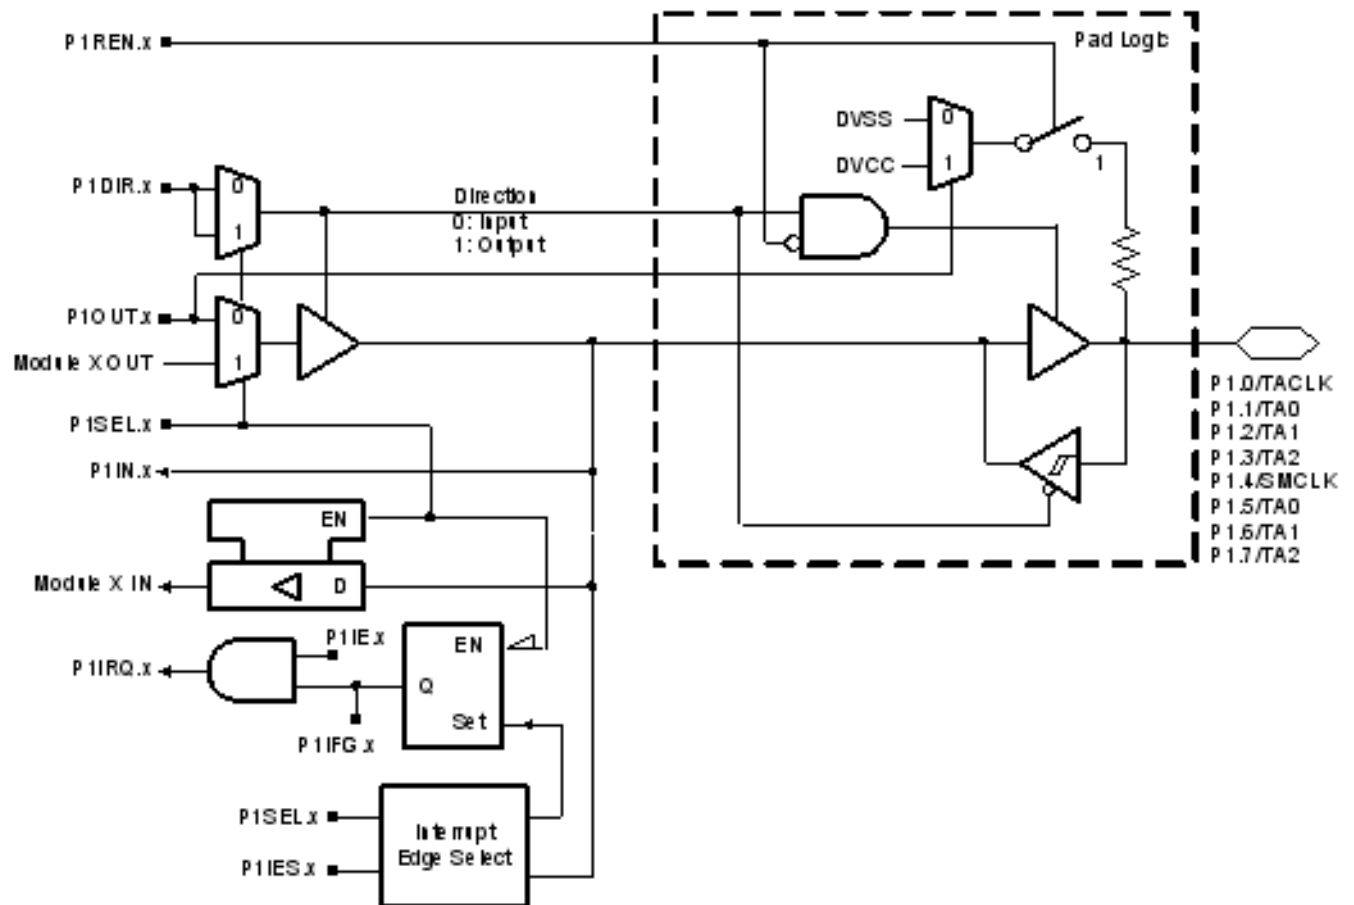 P1REN.x
Pad Logic
DVSS
0
DVCC
1
1
P1DIR.x
0
1
Direction
0: Input
1: Output
P1OUT.x
0
Module X OUT
1
P1SEL.x
P1IN.x
EN
Module X IN
D
P1IE.x
P1IRQ.x
EN
Q
Set
P1IFG.x
P1SEL.x
P1IES.x
Interrupt
Edge Select
P1.0/TACLK
P1.1/TA0
P1.2/TA1
P1.3/TA2
P1.4/SMCLK
P1.5/TA0
P1.6/TA1
P1.7/TA2